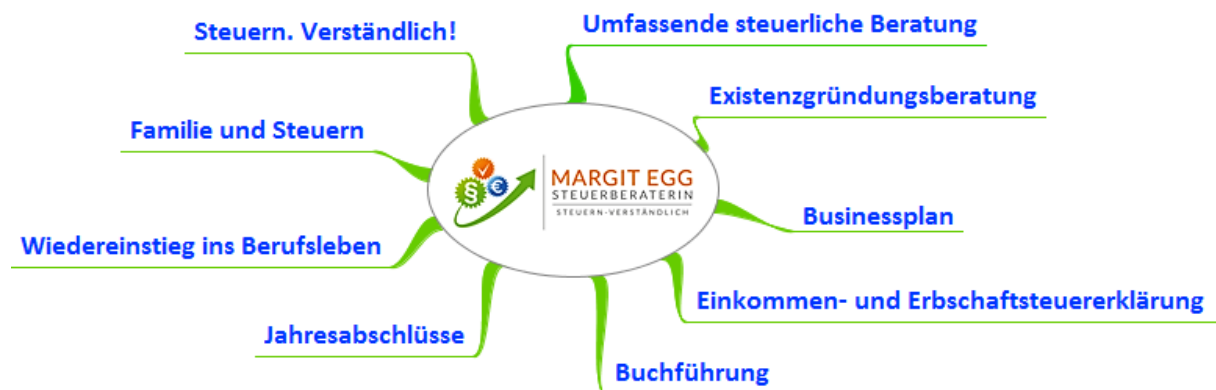 Steuern. Verständlich!
Umfassende steuerliche Beratung
Existenzgründungsberatung
Familie und Steuern
§
€
MARGIT EGG
STEUERBERATERIN
STEUERN-VERSTÄNDLICH
Businessplan
Wiedereinstieg ins Berufsleben
Einkommen- und Erbschaftsteuererklärung
Jahresabschlüsse
Buchführung